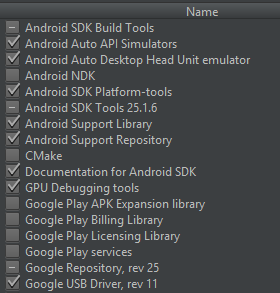 Name
Android SDK Build Tools
Android Auto API Simulators
Android Auto Desktop Head Unit emulator
Android NDK
Android SDK Platform-tools
Android SDK Tools 25.1.6
Android Support Library
Android Support Repository
CMake
Documentation for Android SDK
GPU Debugging tools
Google Play APK Expansion library
Google Play Billing Library
Google Play Licensing Library
Google Play services
Google Repository, rev 25
Google USB Driver, rev 11